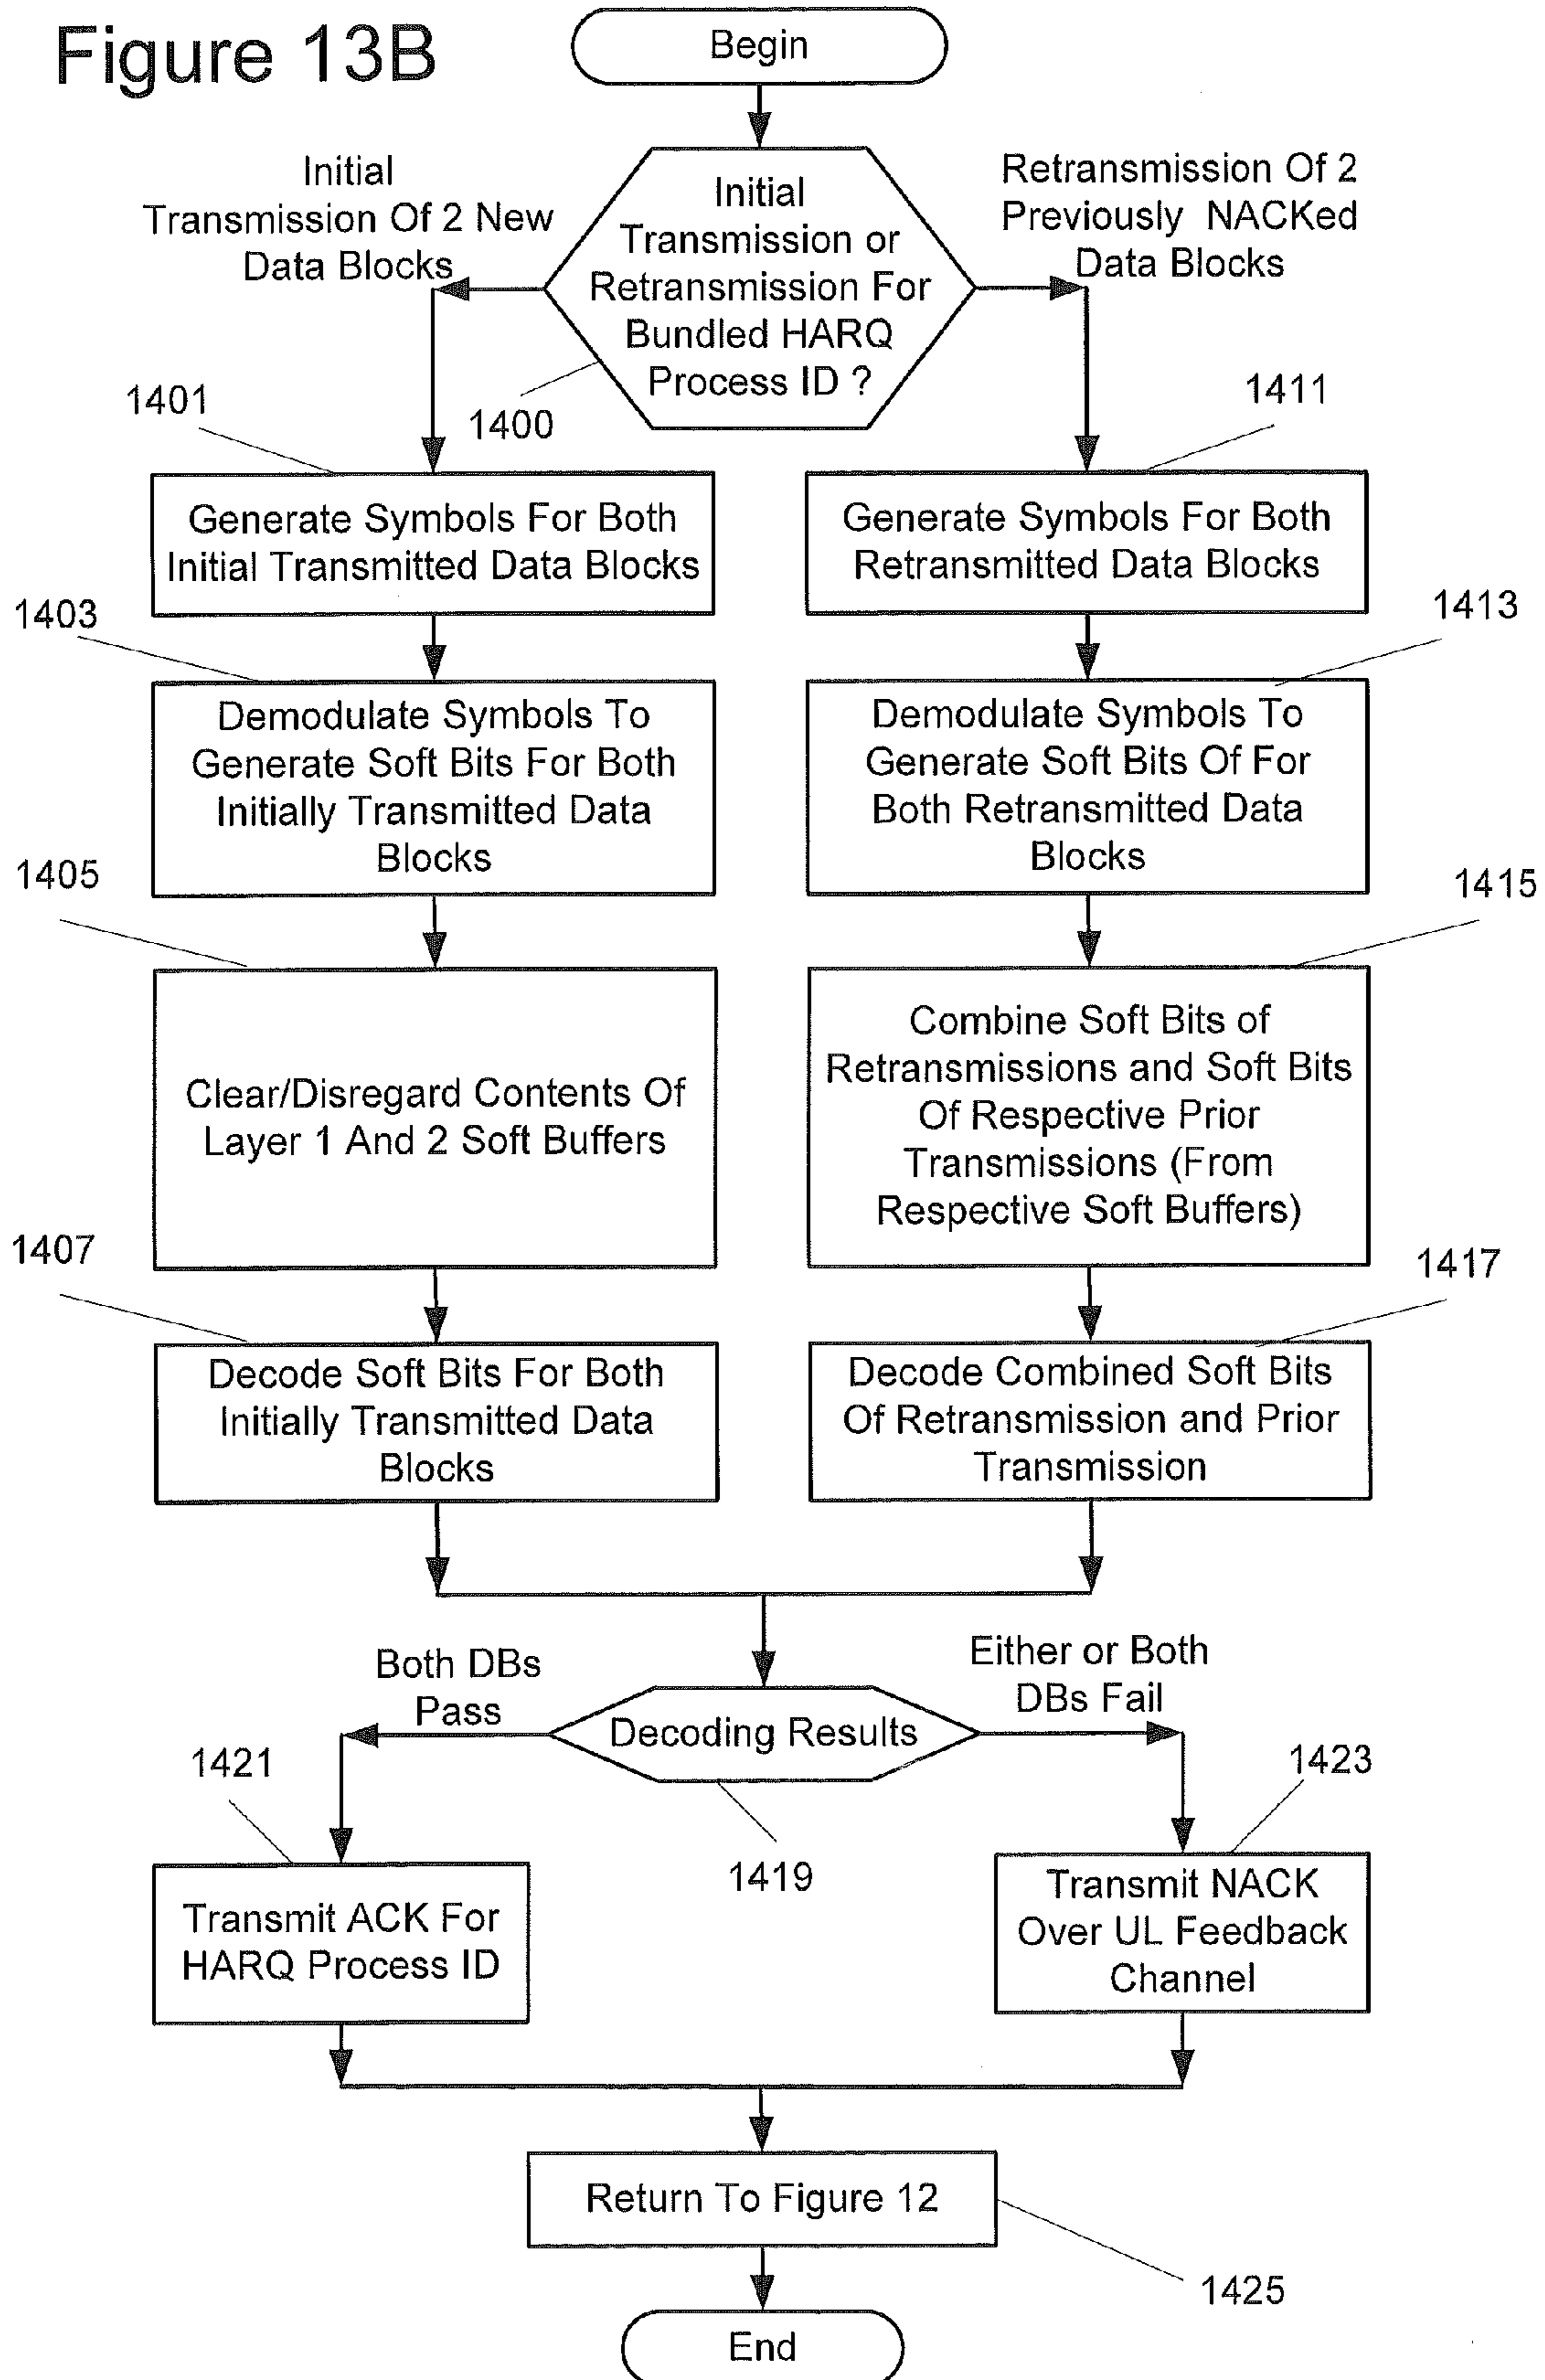 Figure 13B
Begin
Initial
Transmission Of 2 New
Data Blocks
Initial
Transmission or
Retransmission For
Bundled HARQ
Process ID ?
Retransmission Of 2
Previously NACKed
Data Blocks
1400
1401
1411
Generate Symbols For Both
Initial Transmitted Data Blocks
Generate Symbols For Both
Retransmitted Data Blocks
1403
1413
Demodulate Symbols To
Generate Soft Bits For Both
Initially Transmitted Data
Blocks
Demodulate Symbols To
Generate Soft Bits Of For
Both Retransmitted Data
Blocks
1405
1415
Clear/Disregard Contents Of
Layer 1 And 2 Soft Buffers
Combine Soft Bits of
Retransmissions and Soft Bits
Of Respective Prior
Transmissions (From
Respective Soft Buffers)
1407
1417
Decode Soft Bits For Both
Initially Transmitted Data
Blocks
Decode Combined Soft Bits
Of Retransmission and Prior
Transmission
Both DBs
Pass
Decoding Results
Either or Both
DBs Fail
1419
1421
1423
Transmit ACK For
HARQ Process ID
Transmit NACK
Over UL Feedback
Channel
Return To Figure 12
1425
End